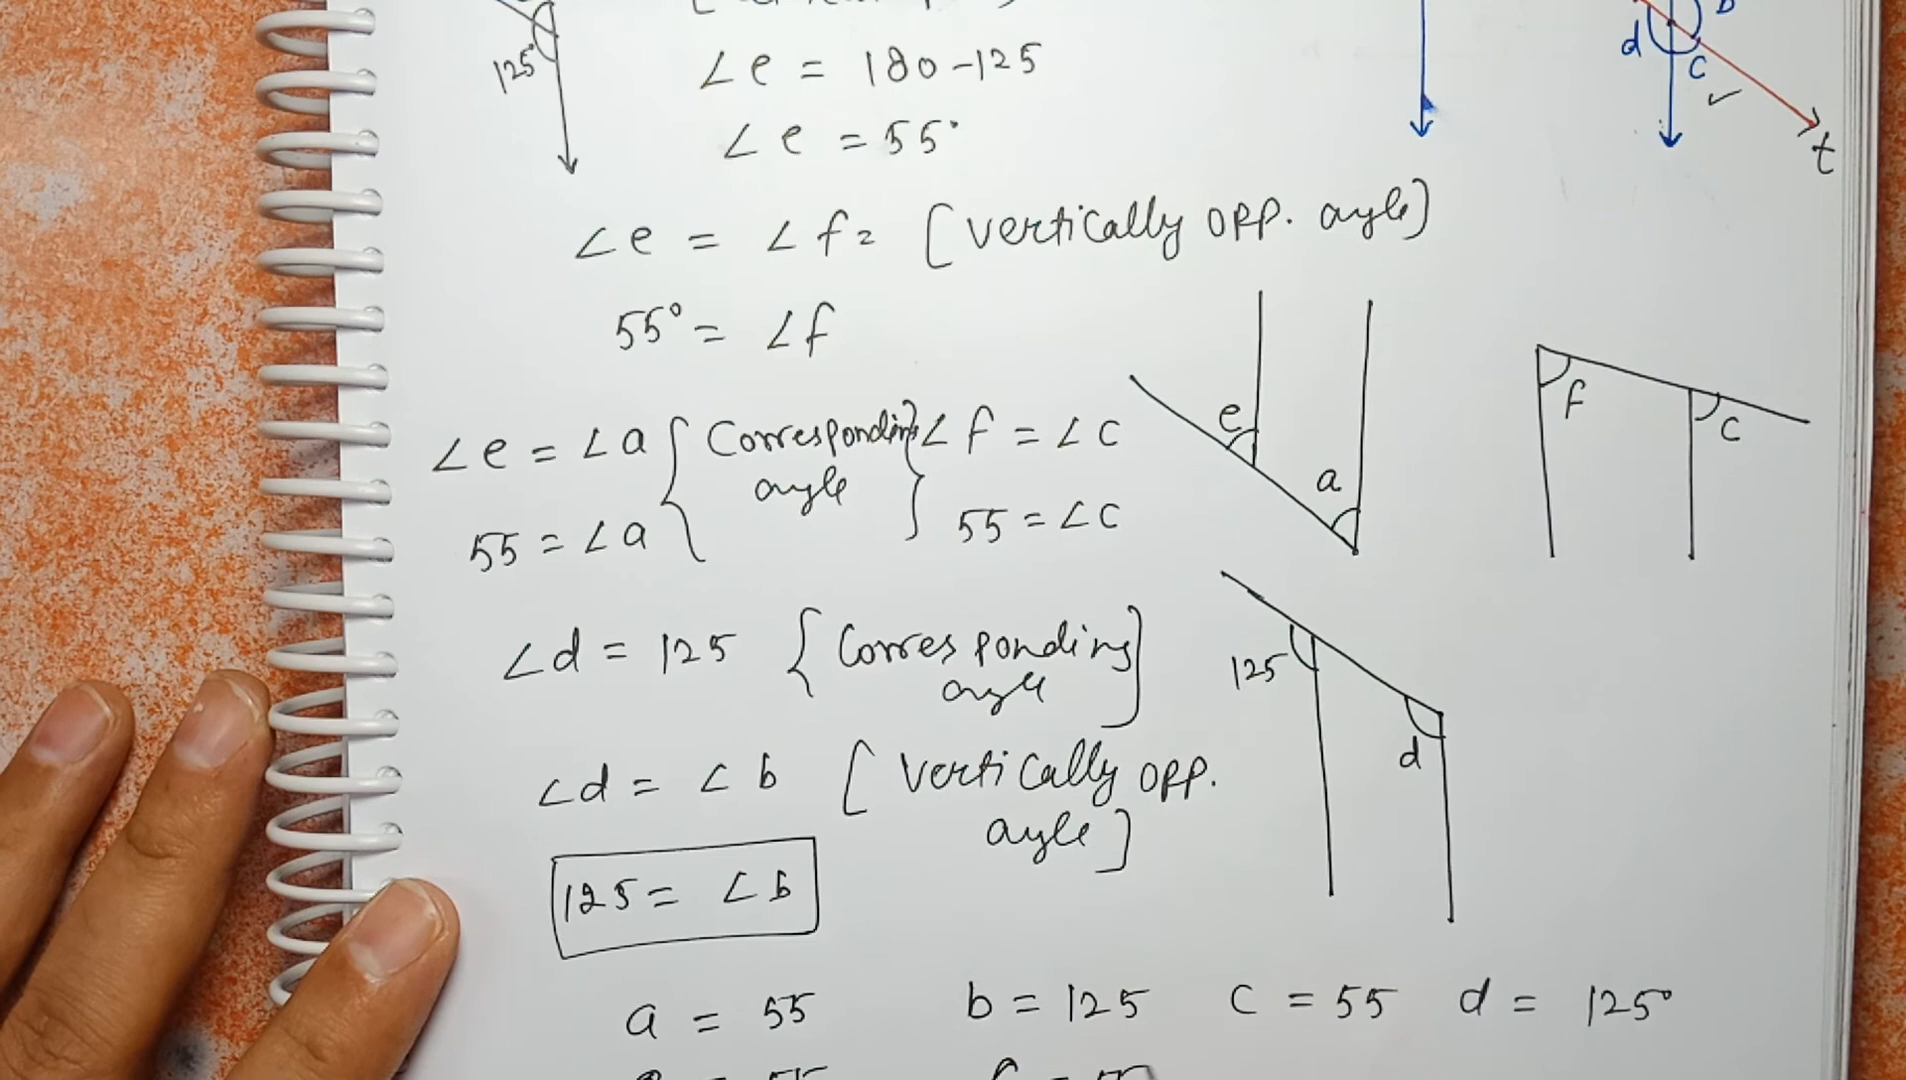 125°
∠e = 180-125
∠e = 55°
∠e = ∠f = [vertically opp. angle]
55° = ∠f
∠e = ∠a { Corresponding angle } ∠f = ∠c
55 = ∠a
55 = ∠c
∠d = 125 { Corresponding angle ]
∠d = ∠b [ Vertically opp. angle ]
125 = ∠b
a = 55 b = 125 c = 55 d = 125°
b
d
c
t
e
a
f
c
125
d